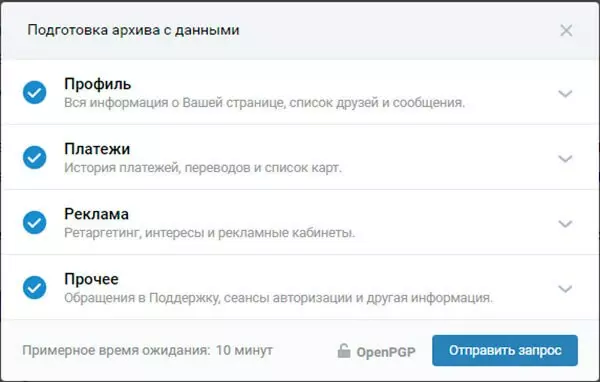 Подготовка архива с данными
Профиль
Вся информация о Вашей странице, список друзей и сообщения.
Платежи
История платежей, переводов и список карт.
Реклама
Ретаргетинг, интересы и рекламные кабинеты.
Прочее
Обращения в Поддержку, сеансы авторизации и другая информация.
Примерное время ожидания: 10 минут OpenPGP Отправить запрос